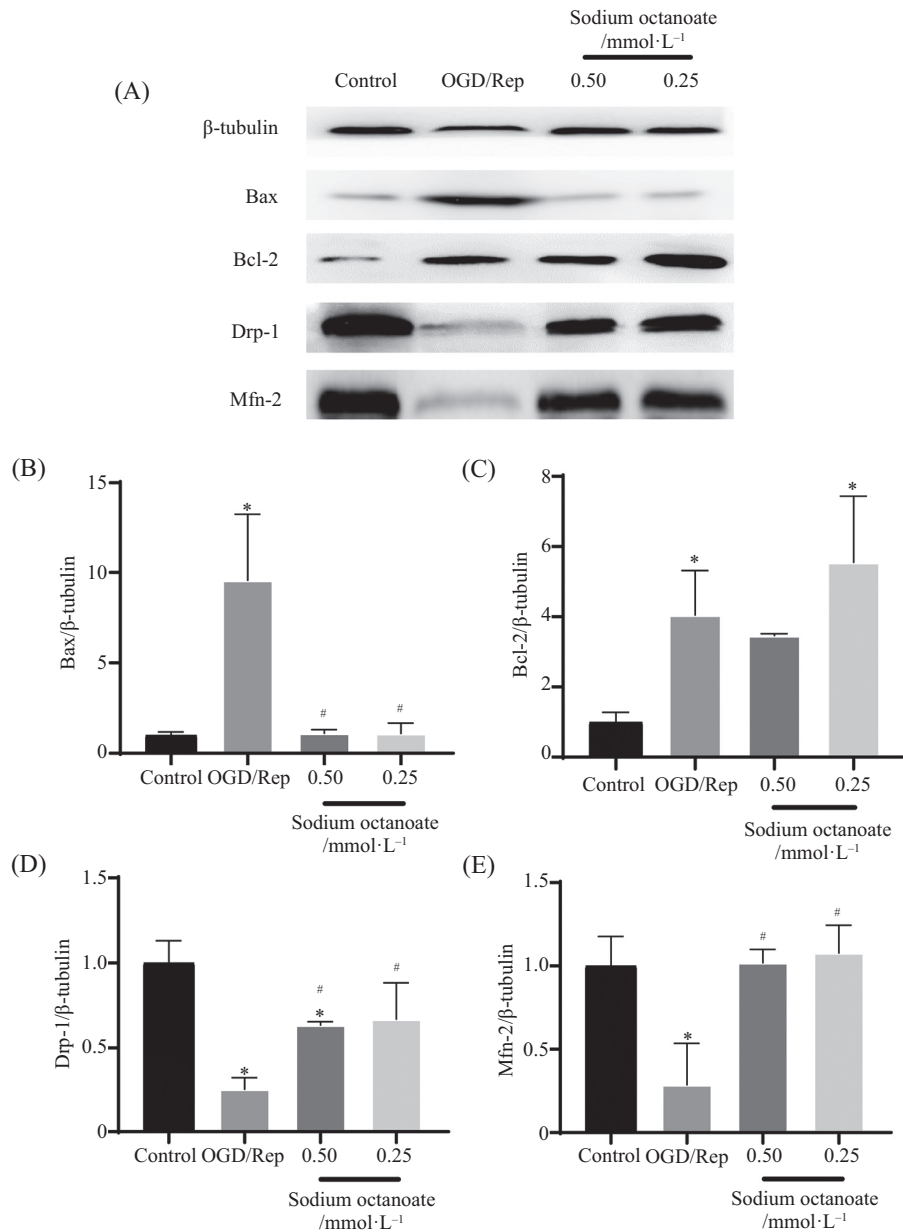 Sodium octanoate
/mmol·L⁻¹
(A)
Control OGD/Rep 0.50 0.25
β-tubulin
Bax
Bcl-2
Drp-1
Mfn-2
(B)
15
10
5
0
Bax/β-tubulin
*
#
#
Control OGD/Rep 0.50 0.25
Sodium octanoate
/mmol·L⁻¹
(C)
8
6
4
2
0
Bcl-2/β-tubulin
*
*
Control OGD/Rep 0.50 0.25
Sodium octanoate
/mmol·L⁻¹
(D)
1.5
1.0
0.5
0
Drp-1/β-tubulin
*
#
*
#
Control OGD/Rep 0.50 0.25
Sodium octanoate
/mmol·L⁻¹
(E)
1.5
1.0
0.5
0
Mfn-2/β-tubulin
*
#
#
Control OGD/Rep 0.50 0.25
Sodium octanoate
/mmol·L⁻¹